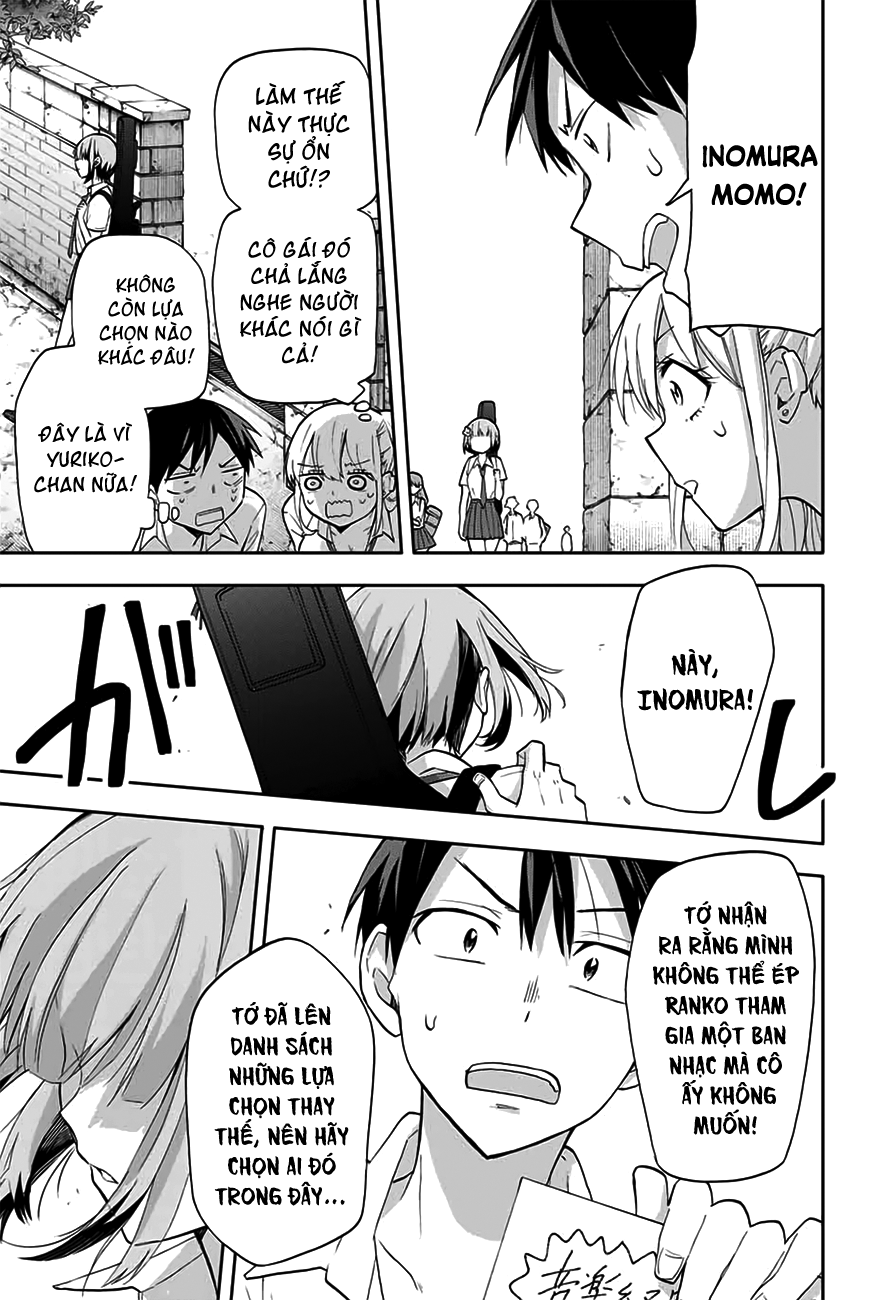 INOMURA
MOMO!
LÀM THẾ
NÀY THỰC
SỰ ỔN
CHỨ!?
CÔ GÁI ĐÓ
CHẢ LẮNG
NGHE NGƯỜI
KHÁC NÓI GÌ
CẢ!
KHÔNG
CÒN LỰA
CHỌN NÀO
KHÁC ĐÂU!
ĐÂY LÀ VÌ
YURIKO-
CHAN NỮA!
NÀY,
INOMURA!
ガシ
TỚ NHẬN
RA RẰNG MÌNH
KHÔNG THỂ ÉP
RANKO THAM
GIA MỘT BAN
NHẠC MÀ CÔ
ẤY KHÔNG
MUỐN!
TỚ ĐÃ LÊN
DANH SÁCH
NHỮNG LỰA
CHỌN THAY
THẾ, NÊN HÃY
CHỌN AI ĐÓ
TRONG ĐÂY...